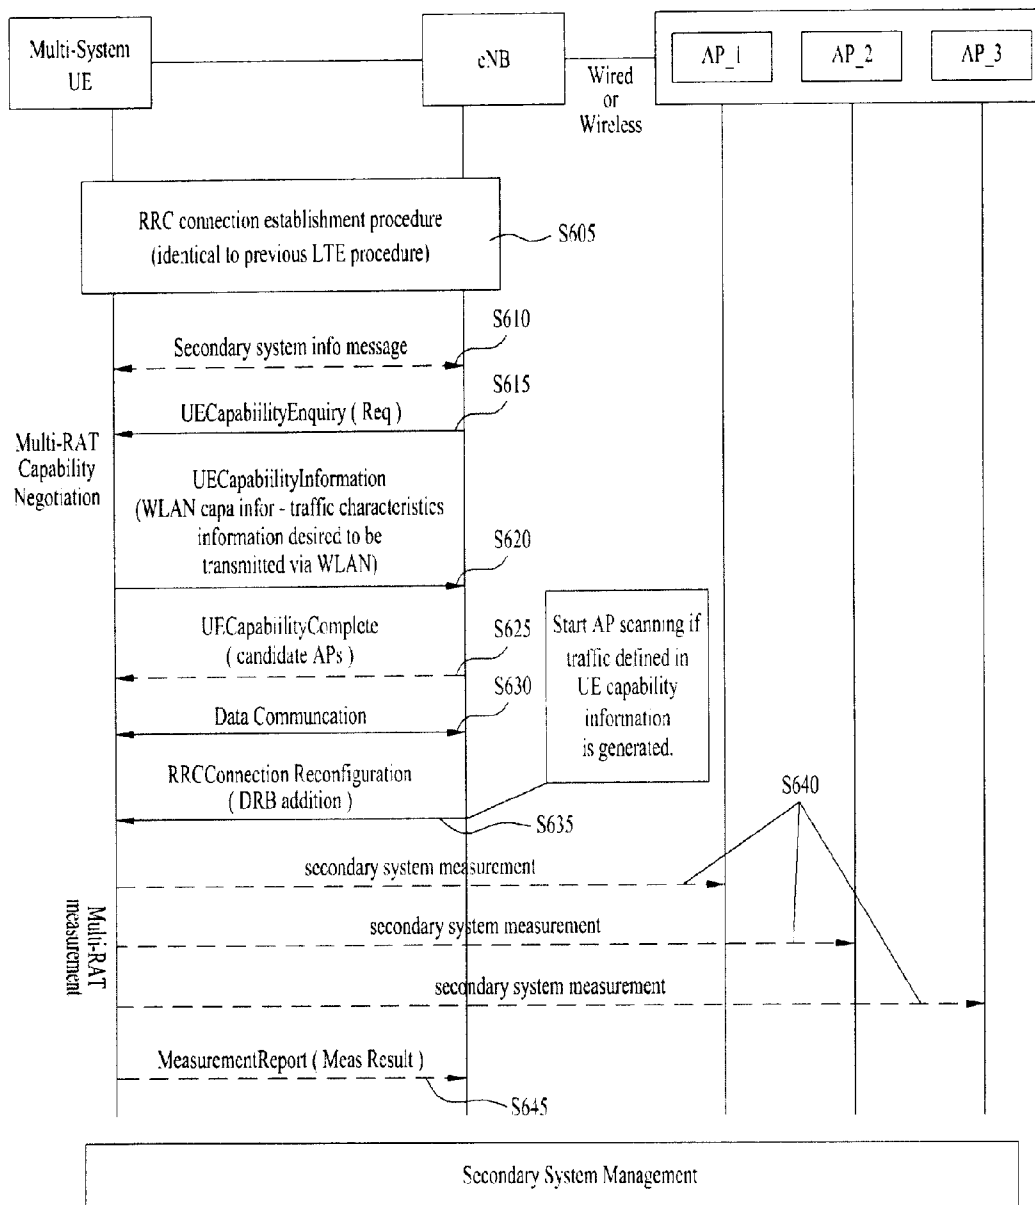 Multi-System
UE
eNB
Wired
or
Wireless
AP_1
AP_2
AP_3
RRC connection establishment procedure
(identical to previous LTE procedure)
S605
S610
Secondary system info message
S615
UECapabiilityEnquiry ( Req )
Multi-RAT
Capability
Negotiation
UECapabiilityInformation
(WLAN capa infor - traffic characteristics
information desired to be
transmitted via WLAN)
S620
UECapabiilityComplete
( candidate APs )
S625
Start AP scanning if
traffic defined in
UE capability
information
is generated.
S630
Data Communcation
RRCConnection Reconfiguration
( DRB addition )
S635
S640
secondary system measurement
Multi-RAT
measurement
secondary system measurement
secondary system measurement
MeasurementReport ( Meas Result )
S645
Secondary System Management